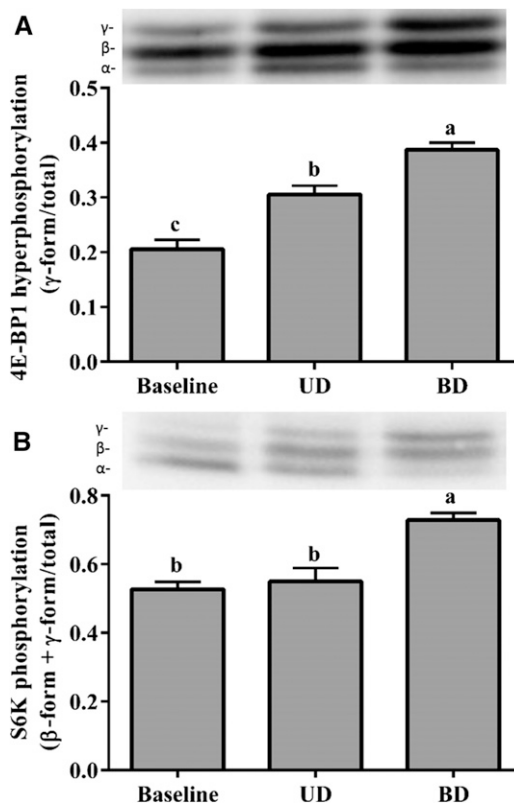 A
γ-
β-
α-
4E-BP1 hyperphosphorylation
(γ-form/total)
0.5
0.4
0.3
0.2
0.1
0.0
c
b
a
Baseline UD BD
B
γ-
β-
α-
S6K phosphorylation
(β-form + γ-form/total)
0.8
0.6
0.4
0.2
0.0
b
b
a
Baseline UD BD